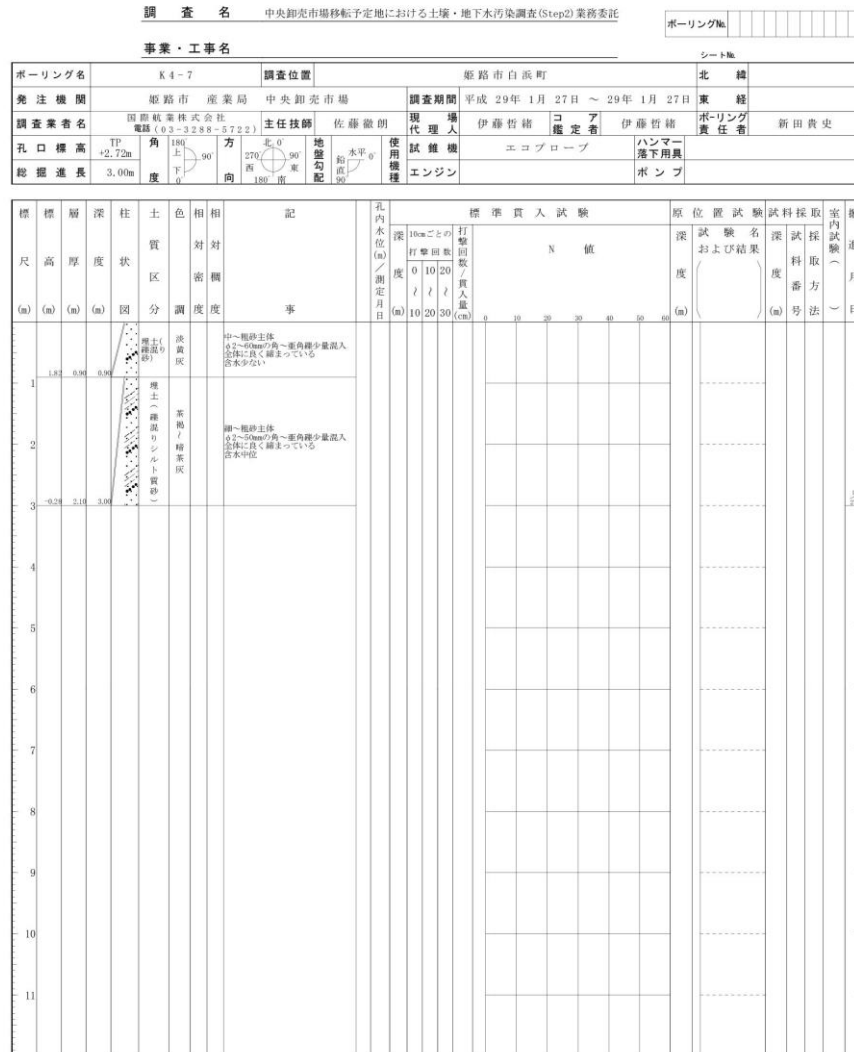 調査名 中央卸売市場移転予定地における土壌・地下水汚染調査(Step2)業務委託
ボーリングNo.
事業・工事名
シートNo.
ボーリング名 K4-7 調査位置 姫路市白浜町 北緯
発注機関 姫路市 産業局 中央卸売市場 調査期間 平成 29年 1月 27日 ～ 29年 1月 27日 東経
調査業者名 国際航業株式会社 電話(03-3288-5722) 主任技師 佐藤徹朗 現場代理人 伊藤哲緒 コア鑑定者 伊藤哲緒 ボーリング責任者 新田貴史
孔口標高 TP +2.72m 角度 180° 上 下 0° 90° 方向 北 0° 270° 西 90° 東 180° 南 地盤勾配 水平 0° 鉛直 90° 使用機種 試錐機 エコプローブ ハンマー落下用具
総掘進長 3.00m エンジン ポンプ
標尺(m) 標高(m) 層厚(m) 深度(m) 柱状図 土質区分 色調 相対密度 相対稠度 記事 孔内水位(m)／測定月日 標準貫入試験 原位置試験 試料採取 室内試験( )
深度(m) 10cmごとの打撃回数 打撃回数/貫入量(cm) N 値 深度(m) 試験名および結果 深度(m) 試料番号 採取方法
0 10 20
～ ～ ～
10 20 30
0 10 20 30 40 50 60
埋土(礫混り砂) 淡黄灰 中～粗砂主体
φ2～60mmの角～亜角礫少量混入
全体に良く締まっている
含水少ない
1.82 0.90 0.90
1
埋土(礫混りシルト質砂) 茶褐～暗茶灰 細～粗砂主体
φ2～50mmの角～亜角礫少量混入
全体に良く締まっている
含水中位
2
3 -0.28 2.10 3.00
4
5
6
7
8
9
10
11